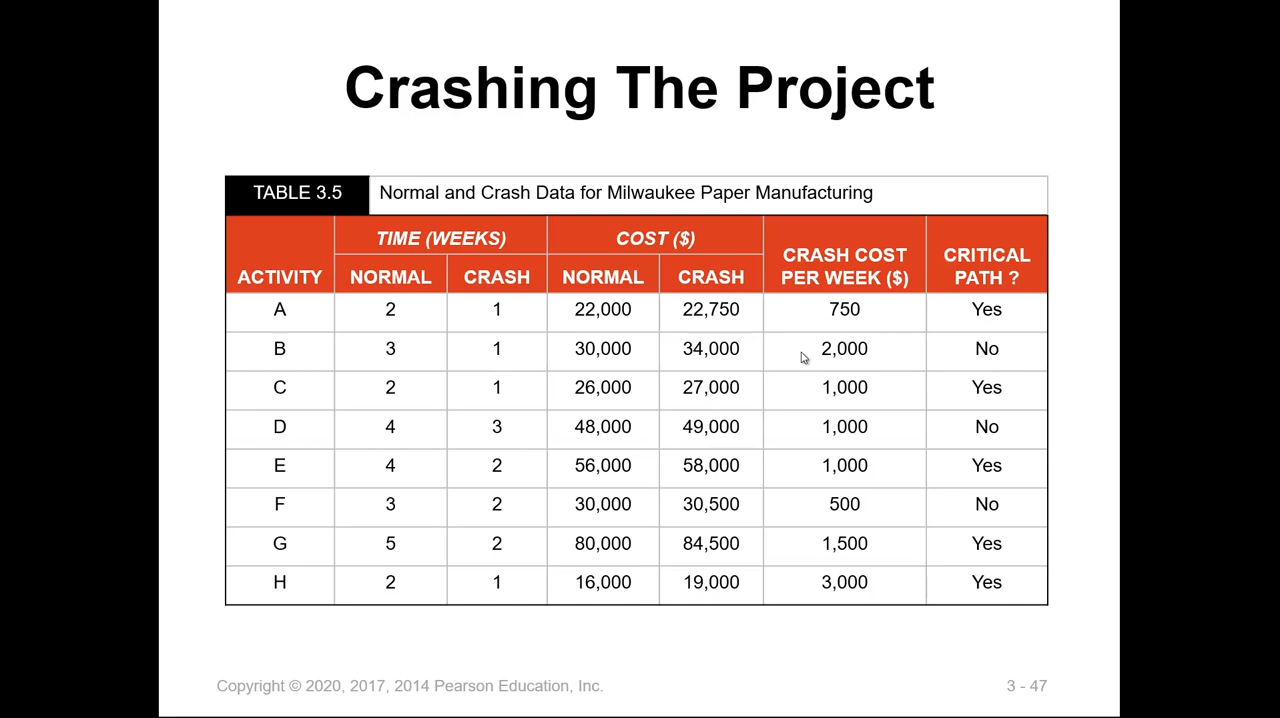 Crashing The Project
TABLE 3.5 Normal and Crash Data for Milwaukee Paper Manufacturing
TIME (WEEKS) COST ($)
ACTIVITY NORMAL CRASH NORMAL CRASH CRASH COST PER WEEK ($) CRITICAL PATH ?
A 2 1 22,000 22,750 750 Yes
B 3 1 30,000 34,000 2,000 No
C 2 1 26,000 27,000 1,000 Yes
D 4 3 48,000 49,000 1,000 No
E 4 2 56,000 58,000 1,000 Yes
F 3 2 30,000 30,500 500 No
G 5 2 80,000 84,500 1,500 Yes
H 2 1 16,000 19,000 3,000 Yes
Copyright © 2020, 2017, 2014 Pearson Education, Inc. 3 - 47